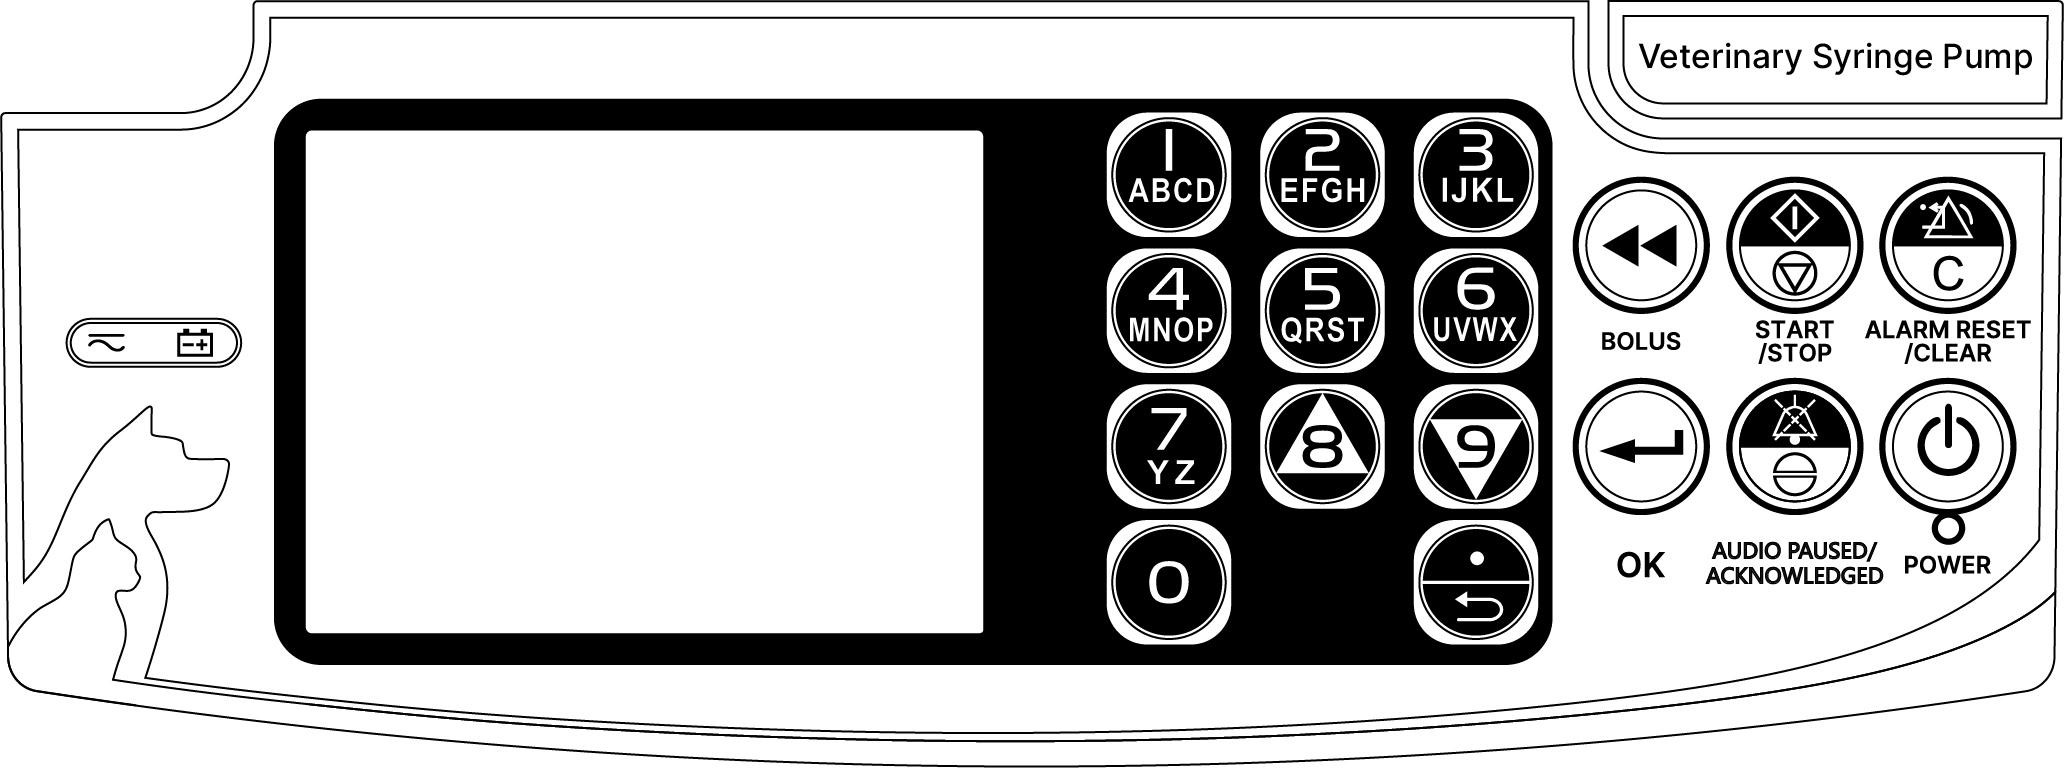 Veterinary Syringe Pump
1
ABCD
2
EFGH
3
IJKL
4
MNOP
5
QRST
6
UVWX
7
YZ
8
9
0
C
BOLUS
START
/STOP
ALARM RESET
/CLEAR
OK
AUDIO PAUSED/
ACKNOWLEDGED
POWER